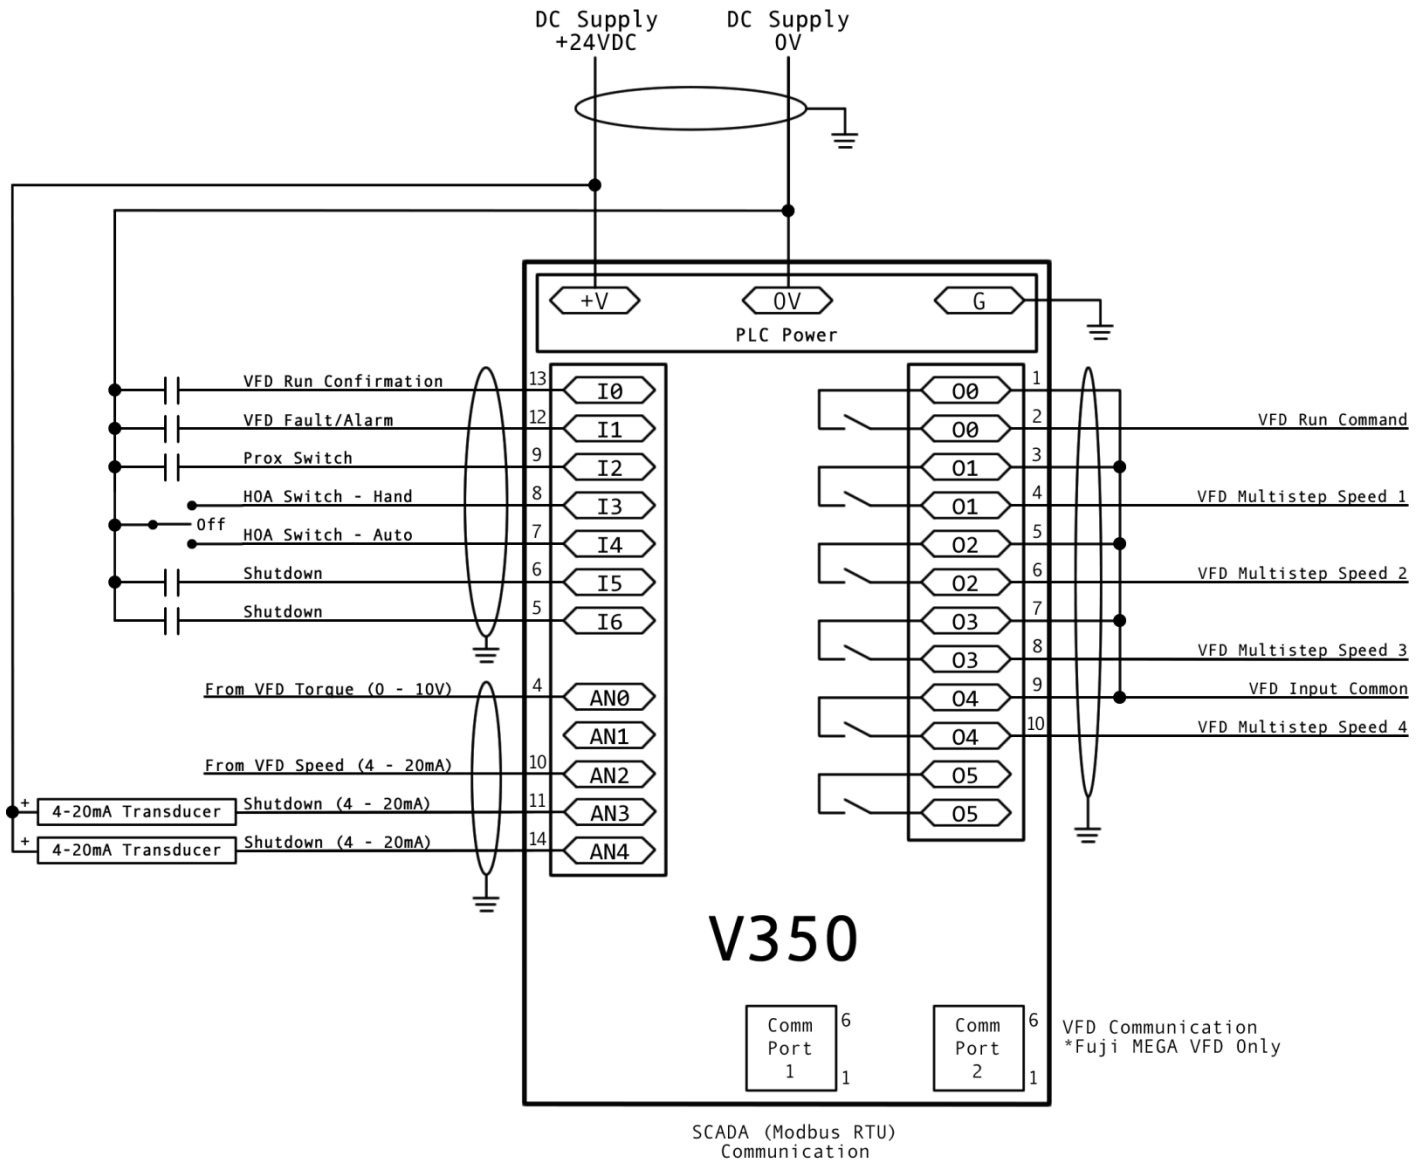 DC Supply
+24VDC
DC Supply
0V
+V
0V
G
PLC Power
VFD Run Confirmation
13
I0
VFD Fault/Alarm
12
I1
Prox Switch
9
I2
HOA Switch - Hand
8
I3
Off
HOA Switch - Auto
7
I4
Shutdown
6
I5
Shutdown
5
I6
From VFD Torque (0 - 10V)
4
AN0
AN1
From VFD Speed (4 - 20mA)
10
AN2
+
4-20mA Transducer
Shutdown (4 - 20mA)
11
AN3
+
4-20mA Transducer
Shutdown (4 - 20mA)
14
AN4
O0
1
O0
2
VFD Run Command
O1
3
O1
4
VFD Multistep Speed 1
O2
5
O2
6
VFD Multistep Speed 2
O3
7
O3
8
VFD Multistep Speed 3
O4
9
VFD Input Common
O4
10
VFD Multistep Speed 4
O5
O5
V350
Comm
Port
1
6
1
Comm
Port
2
6
1
VFD Communication
*Fuji MEGA VFD Only
SCADA (Modbus RTU)
Communication